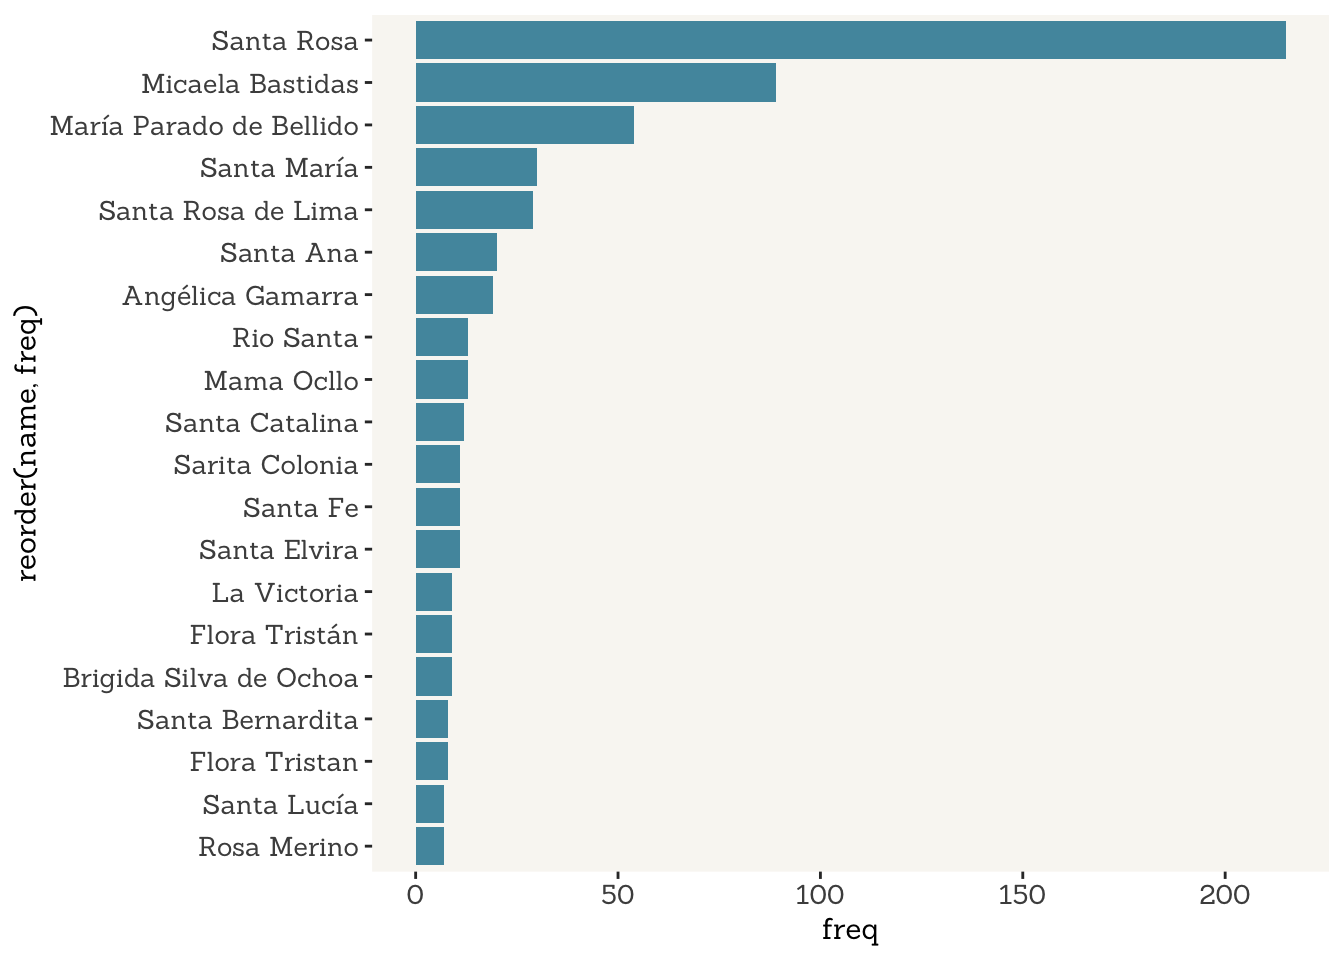 Santa Rosa
Micaela Bastidas
María Parado de Bellido
Santa María
Santa Rosa de Lima
Santa Ana
Angélica Gamarra
Rio Santa
Mama Ocllo
Santa Catalina
Sarita Colonia
Santa Fe
Santa Elvira
La Victoria
Flora Tristán
Brigida Silva de Ochoa
Santa Bernardita
Flora Tristan
Santa Lucía
Rosa Merino
reorder(name, freq)
0 50 100 150 200
freq